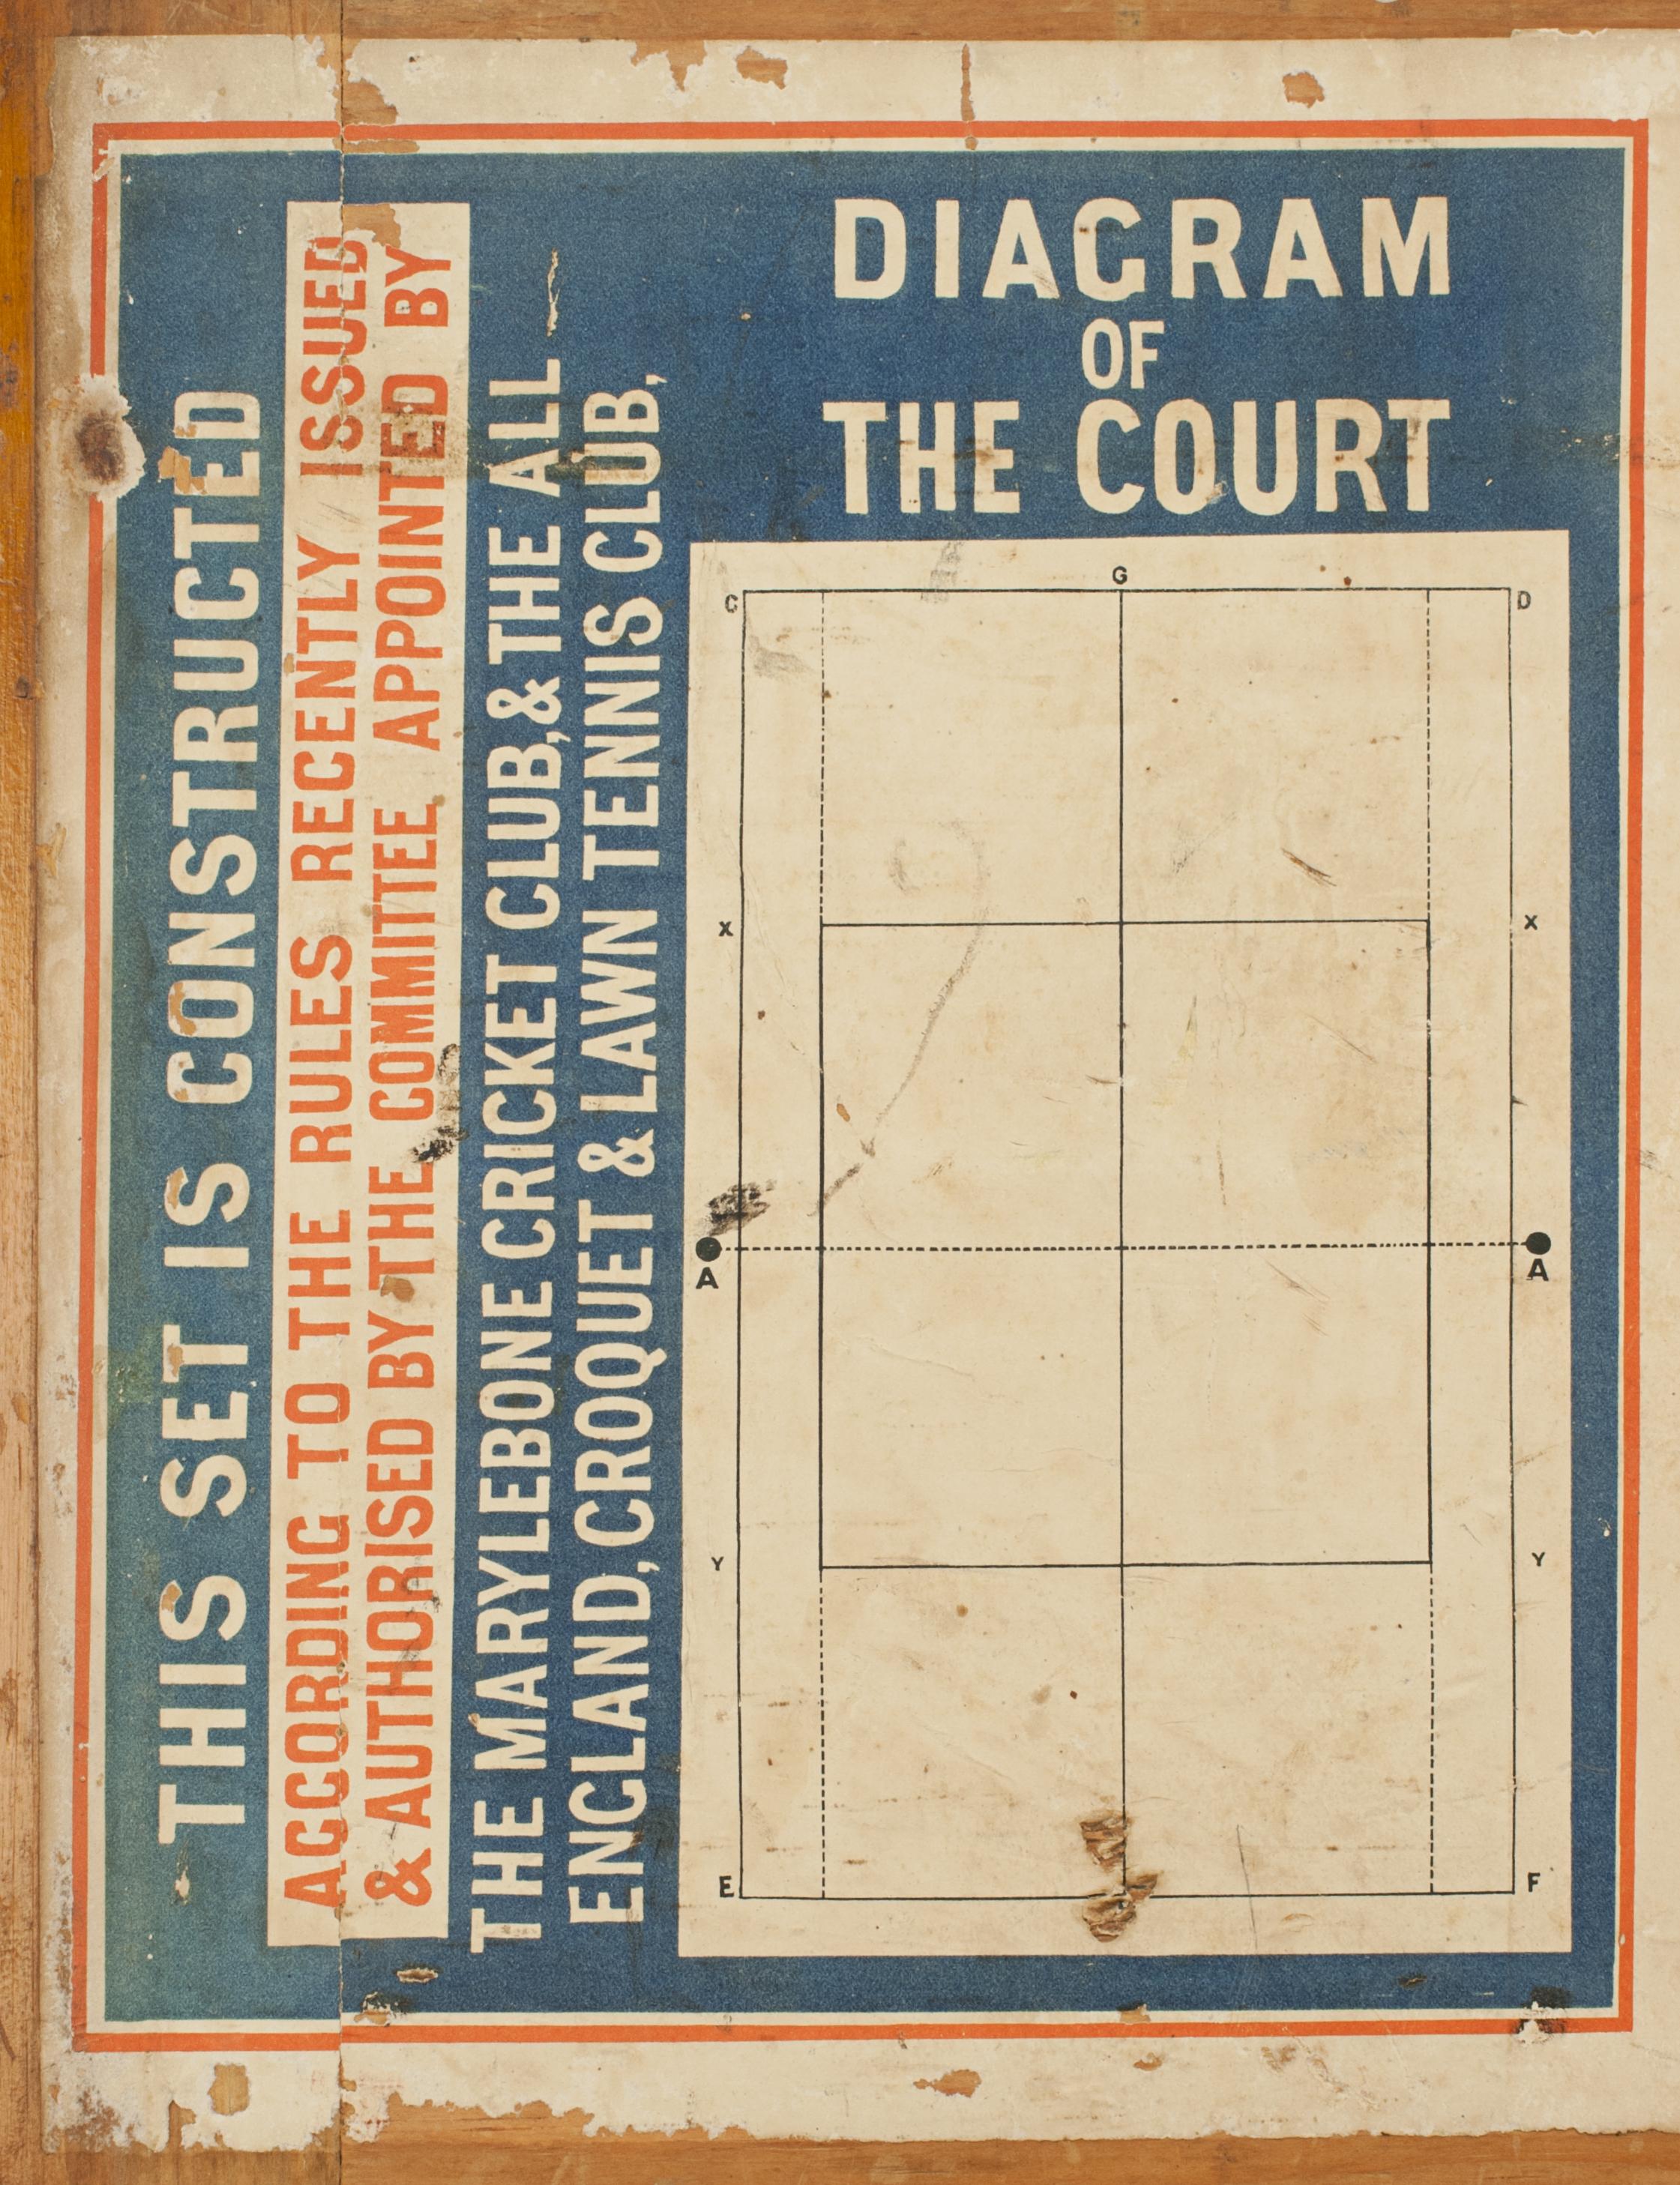 THIS SET IS CONSTRUCTED
ACCORDING TO THE RULES RECENTLY ISSUED
& AUTHORISED BY THE COMMITTEE APPOINTED BY
THE MARYLEBONE CRICKET CLUB, & THE ALL
ENGLAND, CROQUET & LAWN TENNIS CLUB,
DIAGRAM
OF
THE COURT
G
C D
X X
A A
Y Y
E F